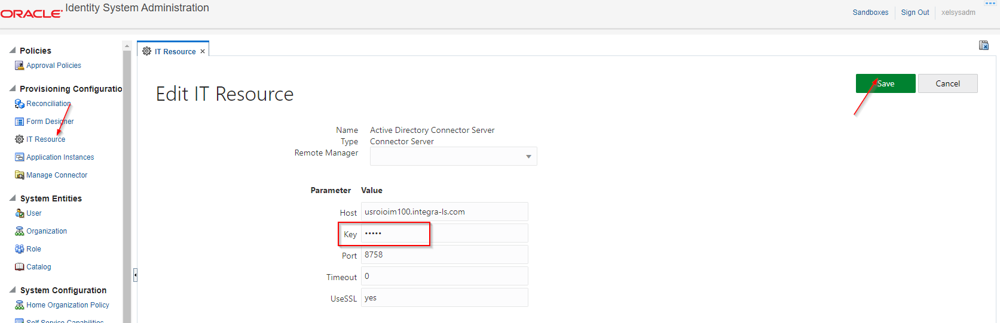 ORACLE Identity System Administration
Sandboxes Sign Out xelsysadm
Policies
Approval Policies
Provisioning Configuratio
Reconciliation
Form Designer
IT Resource
Application Instances
Manage Connector
System Entities
User
Organization
Role
Catalog
System Configuration
Home Organization Policy
Self Service Capabilities
IT Resource
Edit IT Resource
Save Cancel
Name Active Directory Connector Server
Type Connector Server
Remote Manager
Parameter Value
Host usroioim100.integra-ls.com
Key •••••
Port 8758
Timeout 0
UseSSL yes